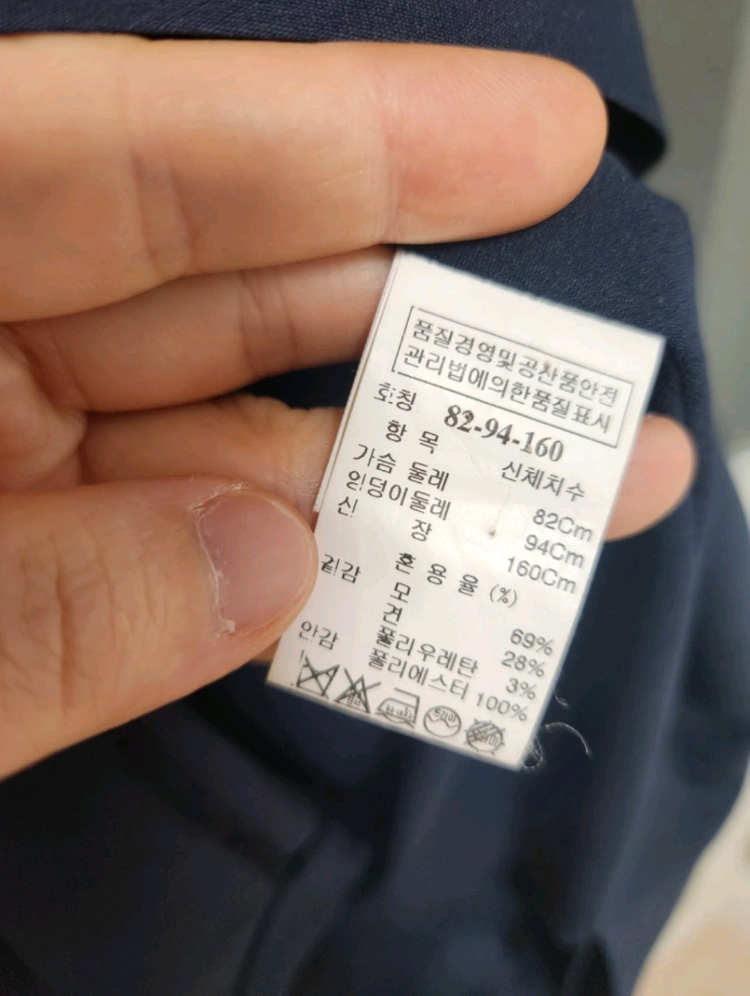 품질경영및공산품안전
관리법에의한품질표시
호칭 82-94-160
항 목 신체치수
가슴 둘레 82Cm
엉덩이둘레 94Cm
신 장 160Cm
겉감 혼 용 율 (%)
모 69%
견 28%
폴리우레탄 3%
안감 폴리에스터 100%